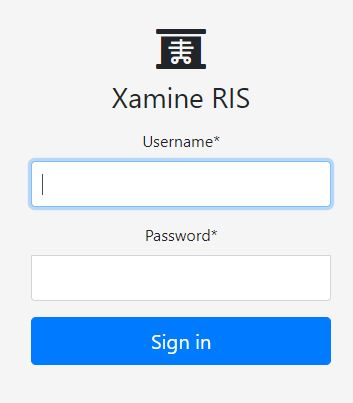 Xamine RIS
Username*
Password*
Sign in